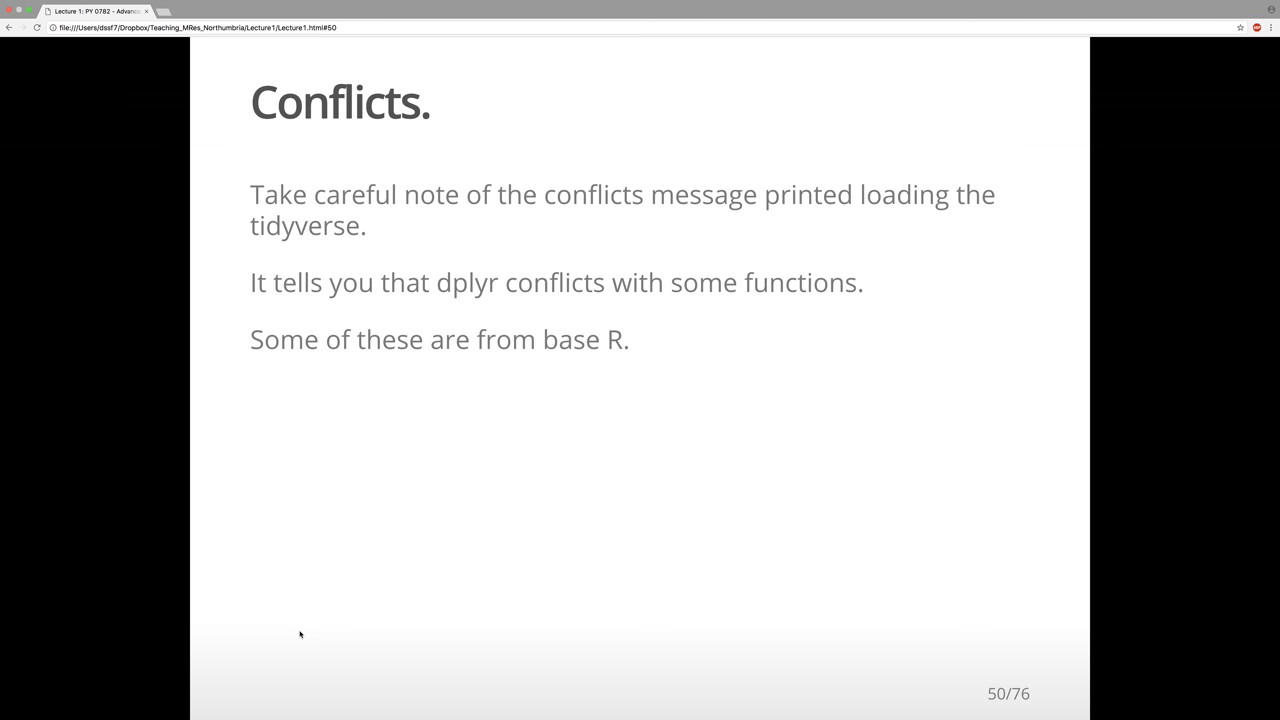 Lecture 1: PY 0782 - Advanc
file:///Users/dssf7/Dropbox/Teaching_MRes_Northumbria/Lecture1/Lecture1.html#50
Conflicts.
Take careful note of the conflicts message printed loading the
tidyverse.
It tells you that dplyr conflicts with some functions.
Some of these are from base R.
50/76